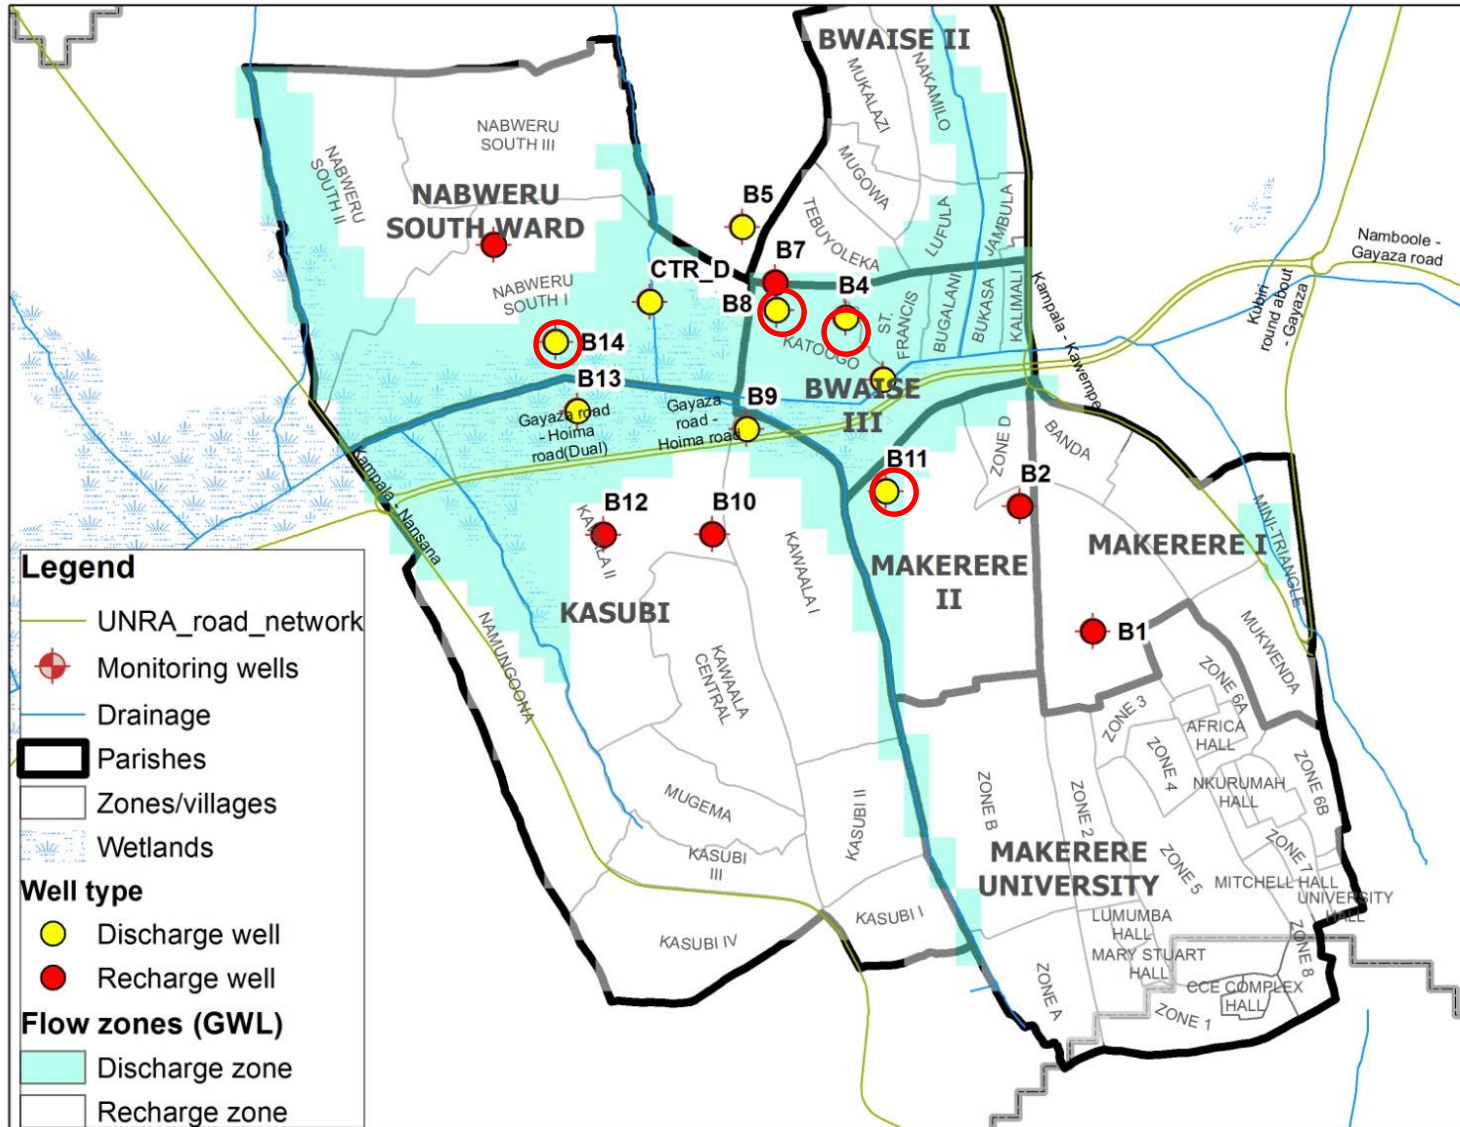 BWAISE II
MUKALAZI
NAKAMILO
NABWERU
SOUTH III
NABWERU
SOUTH II
MUGOWA
NABWERU
SOUTH WARD
B5
TEBUYOLEKA
LUFULA
JAMBULA
Namboole -
Gayaza road
Kubiri
round about
- Gayaza
CTR_D
B7
B4
NABWERU
SOUTH I
B8
ST.
FRANCIS
BUGALANI
BUKASA
KALIMALI
Kampala - Kawempe
B14
KATOOGO
B13
B9
BWAISE
III
Gayaza road
- Hoima
road(Dual)
Gayaza
road -
Hoima road
ZONE D
BANDA
Kampala - Nansana
B11
B2
B12
B10
KAWAALA II
KAWAALA I
MINI-TRIANGLE
MAKERERE I
MAKERERE
II
KASUBI
B1
MUKWENDA
NAMUNGOONA
KAWAALA
CENTRAL
ZONE 3
ZONE 6A
AFRICA
HALL
ZONE 4
NKURUMAH
HALL
ZONE 6B
MUGEMA
KASUBI II
ZONE B
ZONE 2
KASUBI
III
MAKERERE
UNIVERSITY
ZONE 5
ZONE 7
MITCHELL HALL
UNIVERSITY
HALL
KASUBI I
LUMUMBA
HALL
KASUBI IV
MARY STUART
HALL
ZONE 8
ZONE A
CCE COMPLEX
HALL
ZONE 1
Legend
UNRA_road_network
Monitoring wells
Drainage
Parishes
Zones/villages
Wetlands
Well type
Discharge well
Recharge well
Flow zones (GWL)
Discharge zone
Recharge zone